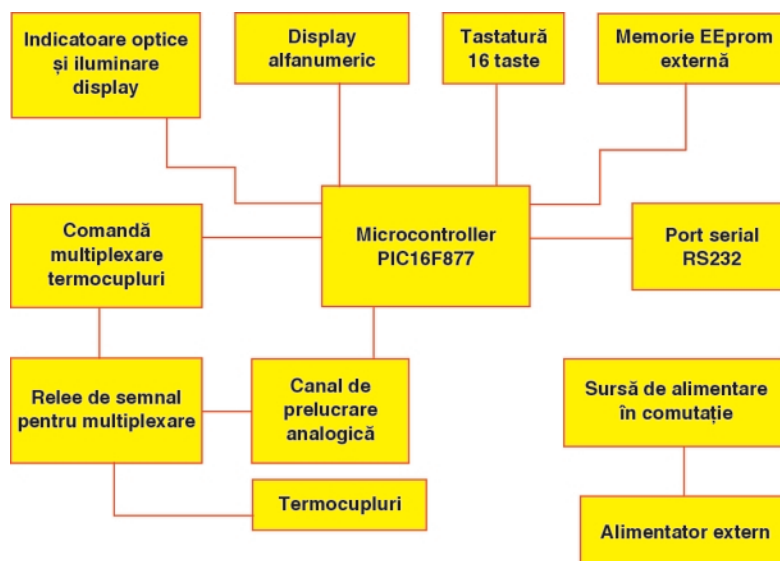 Indicatoare optice
și iluminare
display
Display
alfanumeric
Tastatură
16 taste
Memorie EEprom
externă
Comandă
multiplexare
termocupluri
Microcontroller
PIC16F877
Port serial
RS232
Relee de semnal
pentru multiplexare
Canal de
prelucrare
analogică
Sursă de alimentare
în comutație
Termocupluri
Alimentator extern